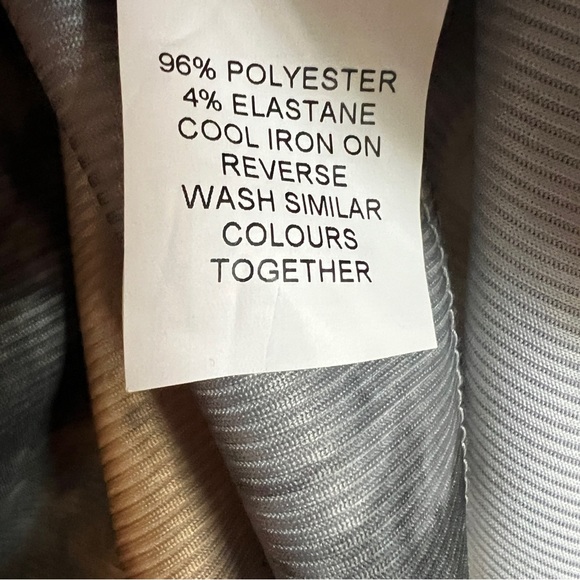 96% POLYESTER
4% ELASTANE
COOL IRON ON
REVERSE
WASH SIMILAR
COLOURS
TOGETHER